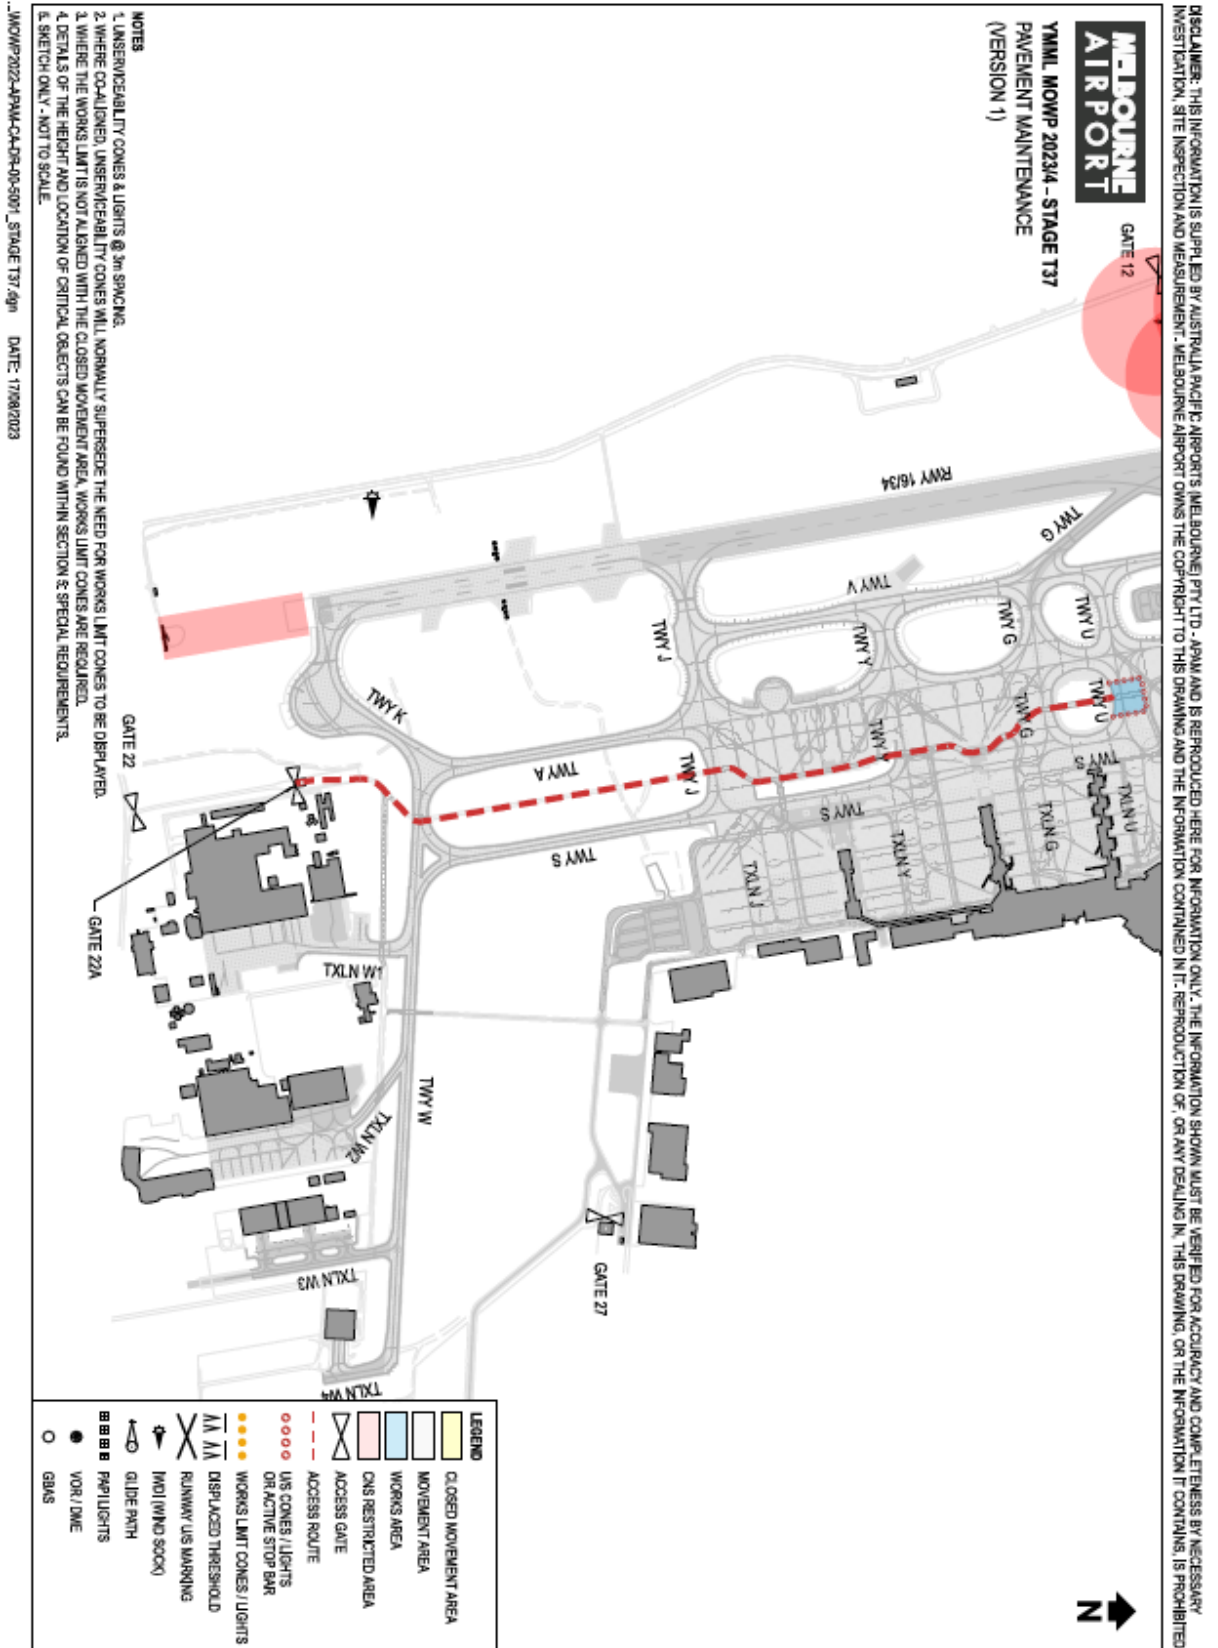 DISCLAIMER: THIS INFORMATION IS SUPPLIED BY AUSTRALIA PACIFIC AIRPORTS (MELBOURNE) PTY LTD - APAM AND IS REPRODUCED HERE FOR INFORMATION ONLY. THE INFORMATION SHOWN MUST BE VERIFIED FOR ACCURACY AND COMPLETENESS BY NECESSARY
INVESTIGATION, SITE INSPECTION AND MEASUREMENT. MELBOURNE AIRPORT OWNS THE COPYRIGHT TO THIS DRAWING AND THE INFORMATION CONTAINED IN IT. REPRODUCTION OF, OR ANY DEALING IN, THIS DRAWING, OR THE INFORMATION IT CONTAINS, IS PROHIBITED
MELBOURNE
AIRPORT
YMML MOWP 2023/4 - STAGE T37
PAVEMENT MAINTENANCE
(VERSION 1)
GATE 12
N
RWY 16/34
TWY G
TWY V
TWY U
TWY G
TWY Y
TWY J
TWY U
TWY G
TWY Y
TWY J
TWY K
TWY A
TWY S
TWY S
TWY S
TXLN U
TXLN G
TXLN Y
TXLN J
GATE 22
GATE 22A
TXLN W1
TWY W
TXLN W2
GATE 27
TXLN W3
TXLN W4
LEGEND
CLOSED MOVEMENT AREA
MOVEMENT AREA
WORKS AREA
CNS RESTRICTED AREA
ACCESS GATE
ACCESS ROUTE
U/S CONES / LIGHTS
OR ACTIVE STOP BAR
WORKS LIMIT CONES / LIGHTS
DISPLACED THRESHOLD
RUNWAY U/S MARKING
IWDI (WIND SOCK)
GLIDE PATH
PAPI LIGHTS
VOR / DME
GBAS
NOTES
1. UNSERVICEABILITY CONES & LIGHTS @ 3m SPACING.
2. WHERE CO-ALIGNED, UNSERVICEABILITY CONES WILL NORMALLY SUPERSEDE THE NEED FOR WORKS LIMIT CONES TO BE DISPLAYED.
3. WHERE THE WORKS LIMIT IS NOT ALIGNED WITH THE CLOSED MOVEMENT AREA, WORKS LIMIT CONES ARE REQUIRED.
4. DETAILS OF THE HEIGHT AND LOCATION OF CRITICAL OBJECTS CAN BE FOUND WITHIN SECTION 5: SPECIAL REQUIREMENTS.
5. SKETCH ONLY - NOT TO SCALE.
...\MOWP2022-APAM-CA-DR-00-5001_STAGE T37.dgn DATE: 17/08/2023